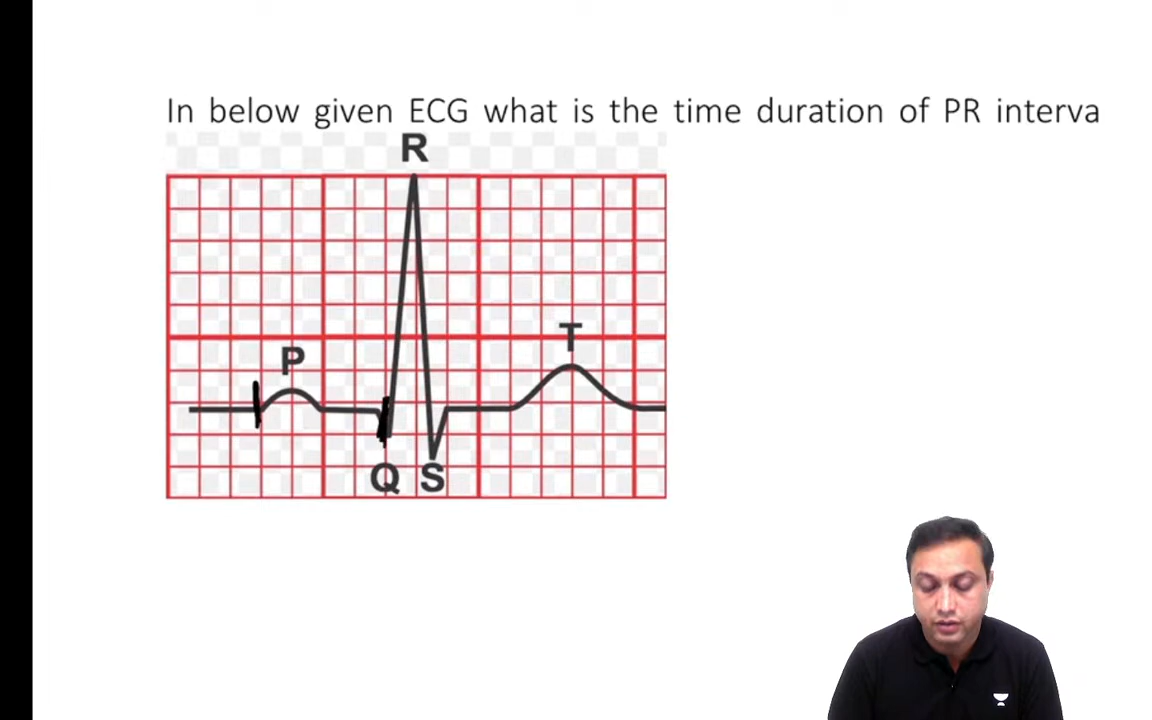 In below given ECG what is the time duration of PR interva
R
T
P
Q S